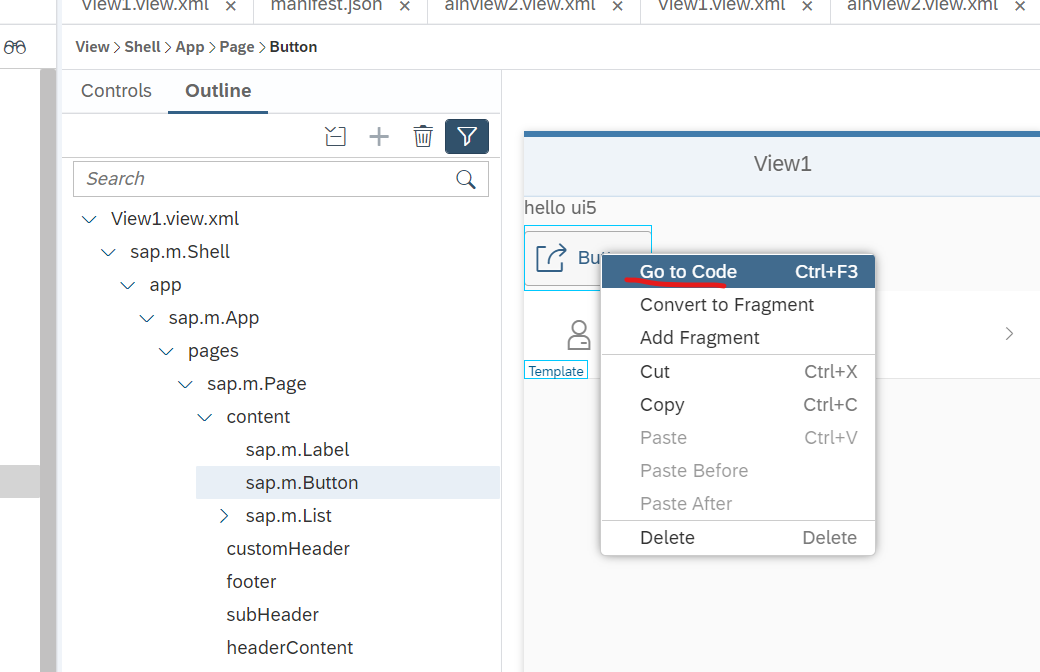 View1.view.xml ×
manifest.json ×
ainview2.view.xml ×
View1.view.xml ×
ainview2.view.xml ×
View > Shell > App > Page > Button
Controls
Outline
Search
View1.view.xml
sap.m.Shell
app
sap.m.App
pages
sap.m.Page
content
sap.m.Label
sap.m.Button
sap.m.List
customHeader
footer
subHeader
headerContent
View1
hello ui5
Go to Code Ctrl+F3
Convert to Fragment
Add Fragment
Cut Ctrl+X
Copy Ctrl+C
Paste Ctrl+V
Paste Before
Paste After
Delete Delete
Template